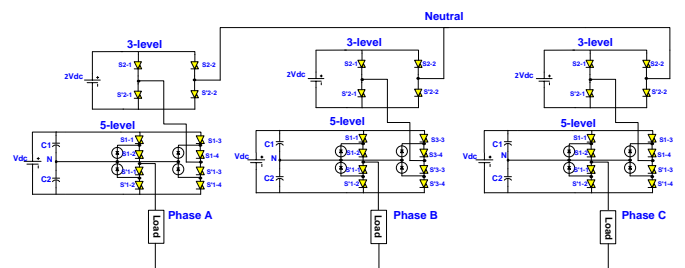 Neutral
3-level
3-level
3-level
S2-1
S2-2
S2-1
S2-2
S2-1
S2-2
2Vdc
2Vdc
2Vdc
S'2-1
S'2-2
S'2-1
S'2-2
S'2-1
S'2-2
5-level
5-level
5-level
C1
S1-1
S1-3
C1
S1-1
S3-3
C1
S1-1
S1-3
Vdc
N
S1-2
S1-4
Vdc
N
S1-2
S3-4
Vdc
N
S1-2
S1-4
C2
S'1-1
S'1-3
C2
S'1-1
S'3-3
C2
S'1-1
S'1-3
S'1-2
S'1-4
S'1-2
S'3-4
S'1-2
S'1-4
Load
Phase A
Load
Phase B
Load
Phase C